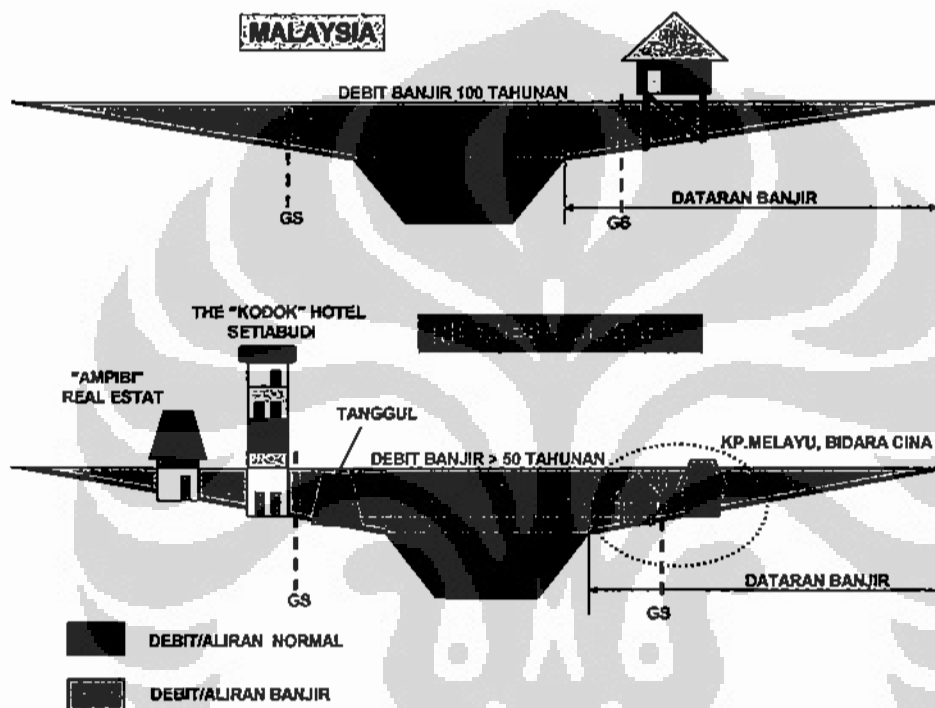 MALAYSIA
DEBIT BANJIR 100 TAHUNAN
DATARAN BANJIR
GS
GS
THE "KODOK" HOTEL
SETIABUDI
"AMPIBI"
REAL ESTAT
TANGGUL
KP.MELAYU, BIDARA CINA
DEBIT BANJIR > 50 TAHUNAN
DATARAN BANJIR
GS
GS
DEBIT/ALIRAN NORMAL
DEBIT/ALIRAN BANJIR